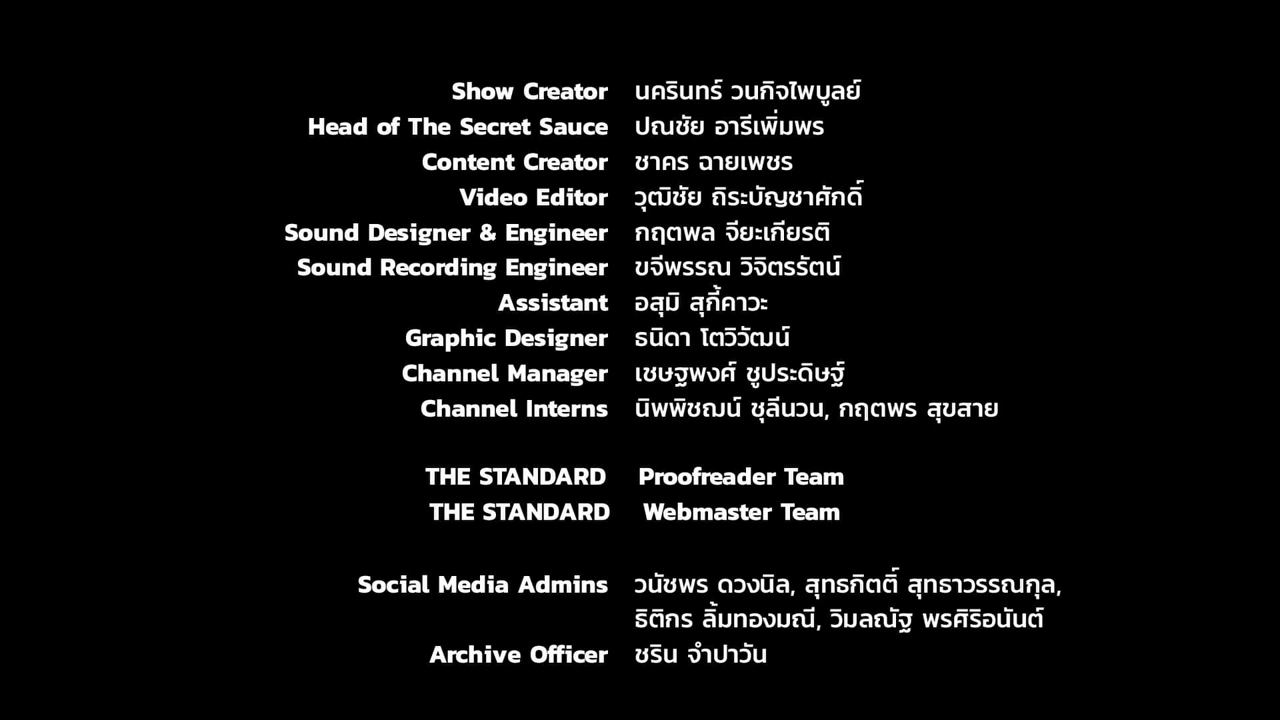 Show Creator นครินทร์ วนกิจไพบูลย์
Head of The Secret Sauce ปณชัย อารีเพิ่มพร
Content Creator ชาคร ฉายเพชร
Video Editor วุฒิชัย ถิระบัญชาศักดิ์
Sound Designer & Engineer กฤตพล จียะเกียรติ
Sound Recording Engineer ขจีพรรณ วิจิตรรัตน์
Assistant อสุมิ สุกี้คาวะ
Graphic Designer ธนิดา โตวิวัฒน์
Channel Manager เชษฐพงศ์ ชูประดิษฐ์
Channel Interns นิพพิชฌน์ ชุลีนวน, กฤตพร สุขสาย
THE STANDARD Proofreader Team
THE STANDARD Webmaster Team
Social Media Admins วนัชพร ดวงนิล, สุทธกิตติ์ สุทธาวรรณกุล,
ธิติกร ลิ้มทองมณี, วิมลณัฐ พรศิริอนันต์
Archive Officer ชริน จำปาวัน